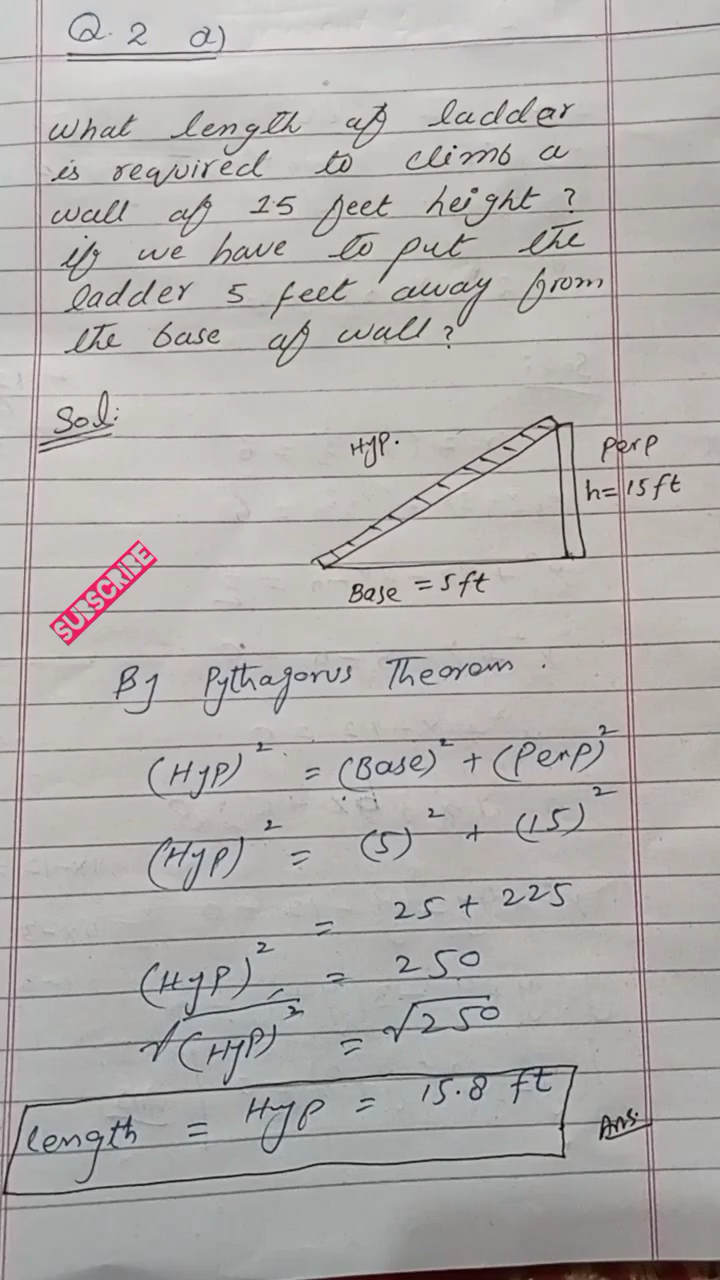 Q. 2 a)
What length of ladder
is required to climb a
wall of 15 feet height?
if we have to put the
ladder 5 feet away from
the base of wall?
Sol:
Hyp.
Perp
h=15ft
SUBSCRIBE
Base = 5ft
By Pythagorus Theoram.
(Hyp)² = (Base)² + (Perp)²
(Hyp)² = (5)² + (15)²
= 25 + 225
(Hyp)² = 250
√(Hyp)² = √250
length = Hyp = 15.8 ft
Ans.